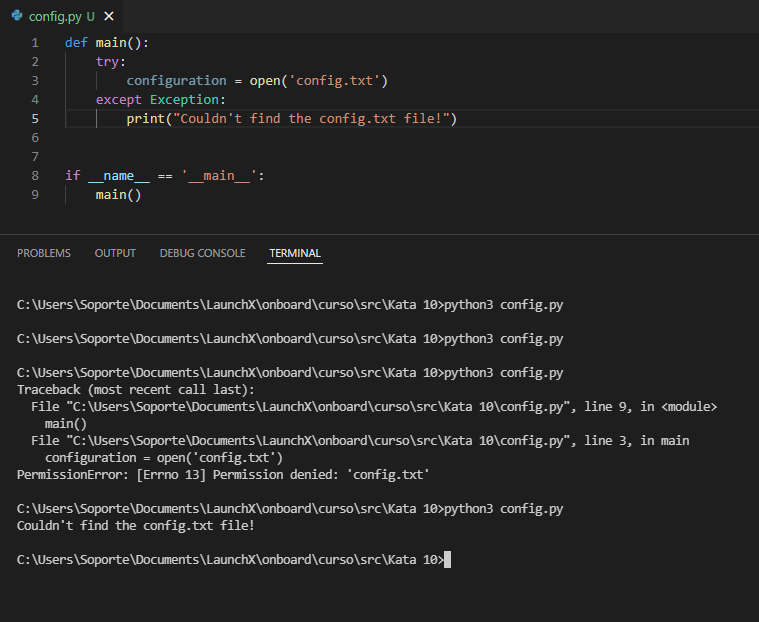 config.py U
1 def main():
2 try:
3 configuration = open('config.txt')
4 except Exception:
5 print("Couldn't find the config.txt file!")
6
7
8 if __name__ == '__main__':
9 main()
PROBLEMS OUTPUT DEBUG CONSOLE TERMINAL
C:\Users\Soporte\Documents\LaunchX\onboard\curso\src\Kata 10>python3 config.py
C:\Users\Soporte\Documents\LaunchX\onboard\curso\src\Kata 10>python3 config.py
C:\Users\Soporte\Documents\LaunchX\onboard\curso\src\Kata 10>python3 config.py
Traceback (most recent call last):
File "C:\Users\Soporte\Documents\LaunchX\onboard\curso\src\Kata 10\config.py", line 9, in <module>
main()
File "C:\Users\Soporte\Documents\LaunchX\onboard\curso\src\Kata 10\config.py", line 3, in main
configuration = open('config.txt')
PermissionError: [Errno 13] Permission denied: 'config.txt'
C:\Users\Soporte\Documents\LaunchX\onboard\curso\src\Kata 10>python3 config.py
Couldn't find the config.txt file!
C:\Users\Soporte\Documents\LaunchX\onboard\curso\src\Kata 10>